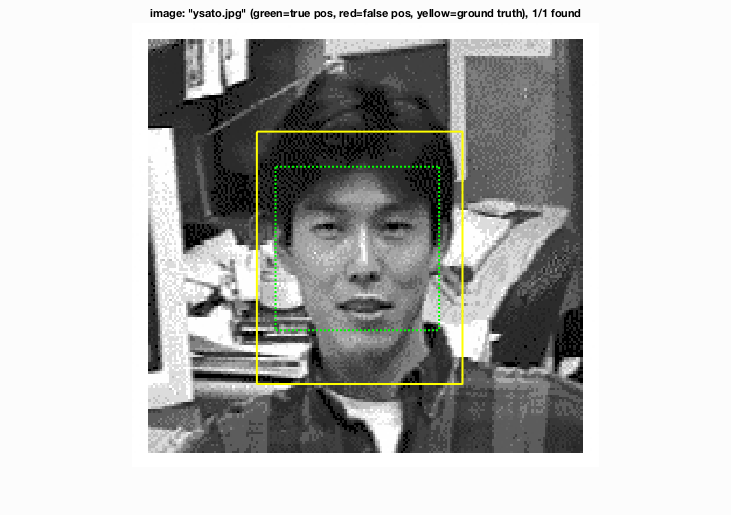 image: "ysato.jpg" (green=true pos, red=false pos, yellow=ground truth), 1/1 found